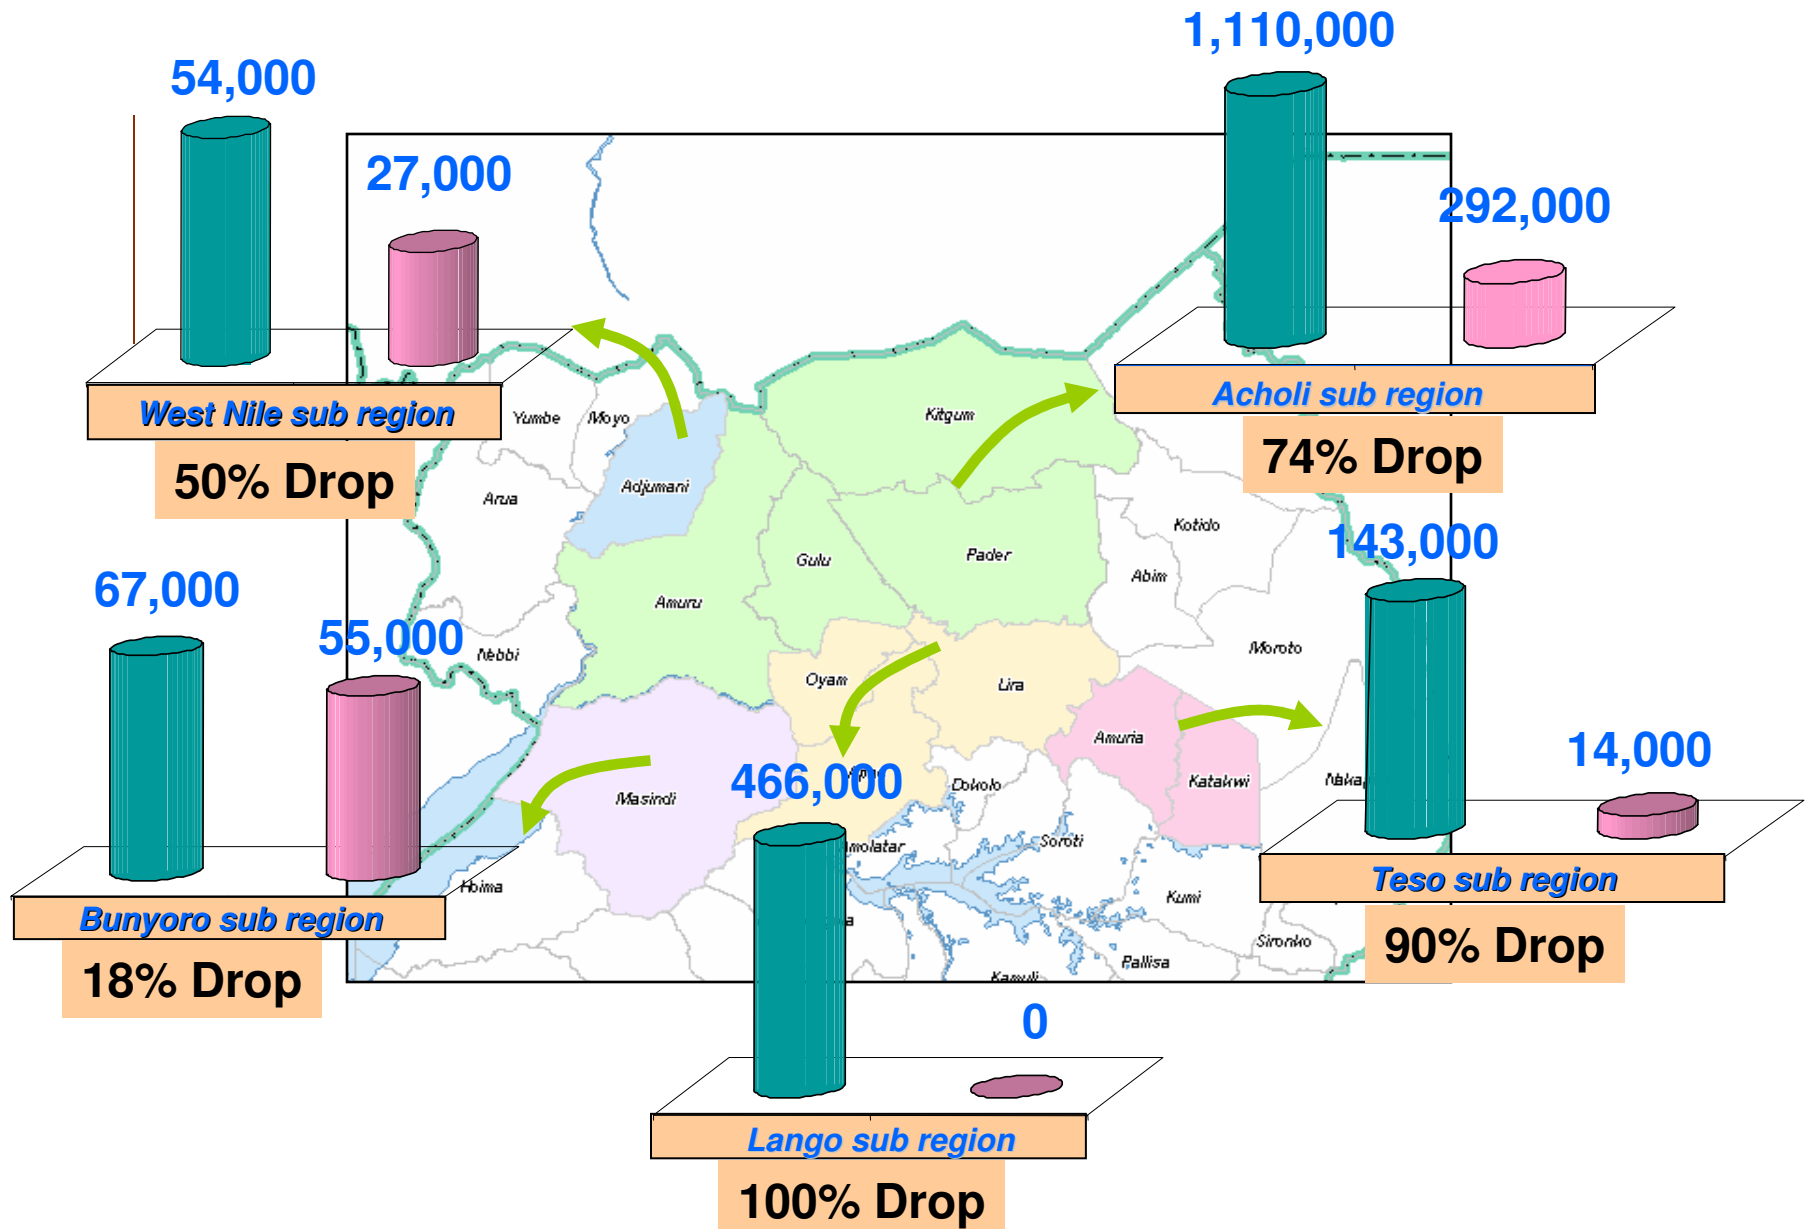 1,110,000
54,000
27,000
292,000
West Nile sub region
50% Drop
Acholi sub region
74% Drop
Yumbe
Moyo
Kitgum
Adjumani
Arua
Kotido
Gulu
Pader
Abim
Amuru
Nebbi
Moroto
Oyam
Lira
Amuria
Katakwi
Masindi
Dokolo
Soroti
Hoima
Kumi
Sironko
Pallisa
Kamuli
143,000
14,000
Teso sub region
90% Drop
67,000
55,000
Bunyoro sub region
18% Drop
466,000
0
Lango sub region
100% Drop